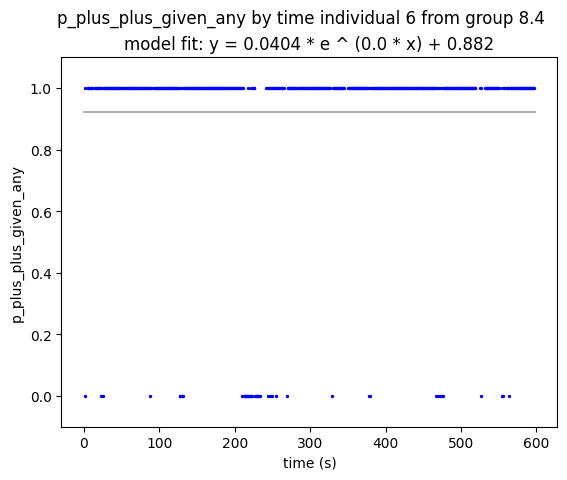 p_plus_plus_given_any by time individual 6 from group 8.4
model fit: y = 0.0404 * e ^ (0.0 * x) + 0.882
1.0
0.8
0.6
0.4
0.2
0.0
p_plus_plus_given_any
0 100 200 300 400 500 600
time (s)